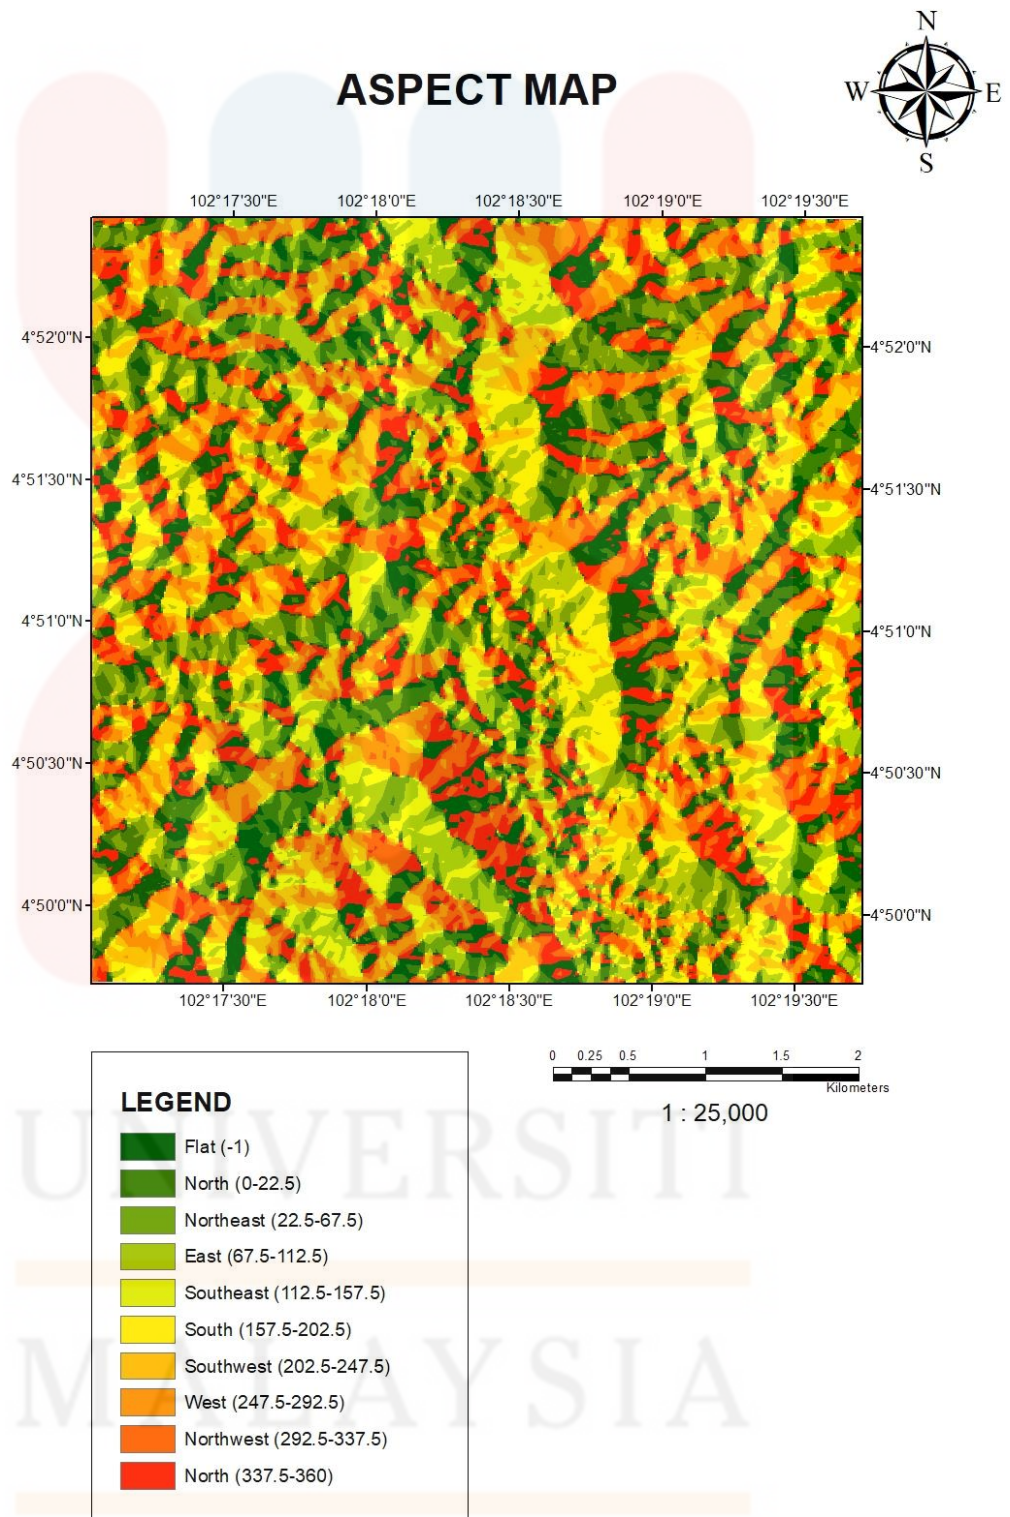 N
ASPECT MAP
W E
S
102°17'30"E 102°18'0"E 102°18'30"E 102°19'0"E 102°19'30"E
4°52'0"N 4°52'0"N
4°51'30"N 4°51'30"N
4°51'0"N 4°51'0"N
4°50'30"N 4°50'30"N
4°50'0"N 4°50'0"N
102°17'30"E 102°18'0"E 102°18'30"E 102°19'0"E 102°19'30"E
0 0.25 0.5 1 1.5 2
Kilometers
1 : 25,000
LEGEND
UNIVERSITI
Flat (-1)
North (0-22.5)
Northeast (22.5-67.5)
East (67.5-112.5)
Southeast (112.5-157.5)
South (157.5-202.5)
Southwest (202.5-247.5)
MALAYSIA
West (247.5-292.5)
Northwest (292.5-337.5)
North (337.5-360)